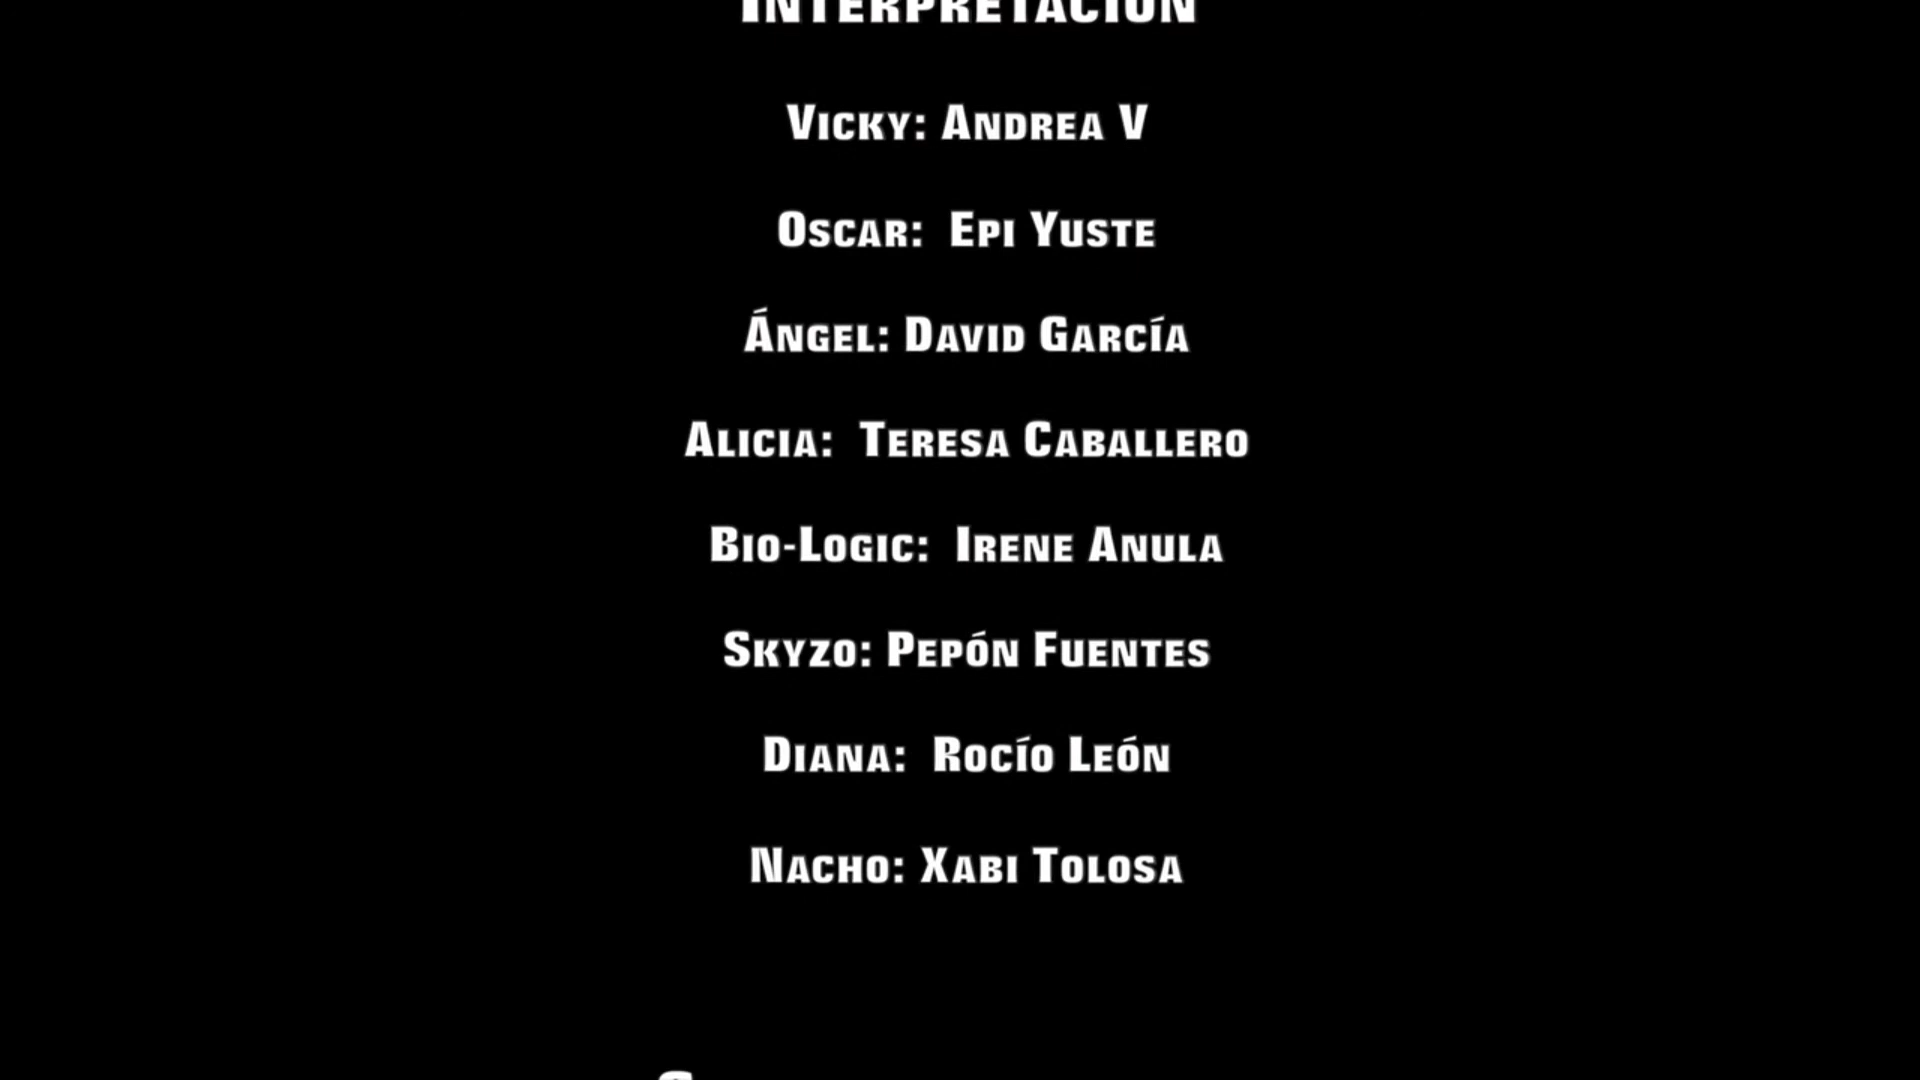 Interpretación
Vicky: Andrea V
Oscar: Epi Yuste
Ángel: David García
Alicia: Teresa Caballero
Bio-Logic: Irene Anula
Skyzo: Pepón Fuentes
Diana: Rocío León
Nacho: Xabi Tolosa